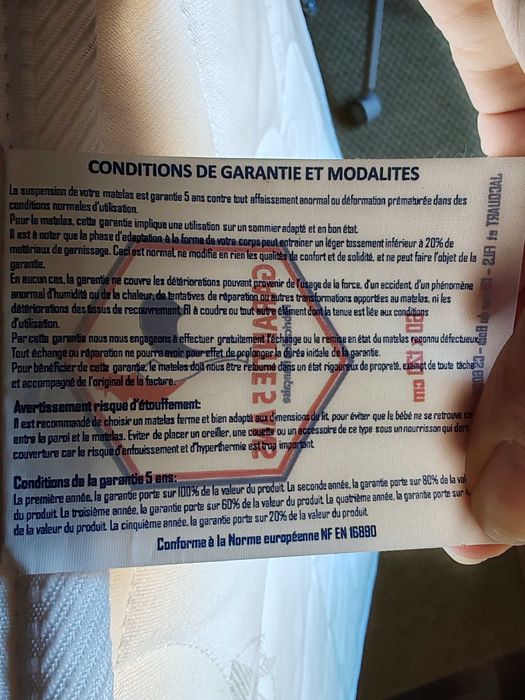 CONDITIONS DE GARANTIE ET MODALITES
La suspension de votre matelas est garantie 5 ans contre tout affaissement anormal ou déformation prématurée dans des
conditions normales d'utilisation.
Pour le matelas, cette garantie implique une utilisation sur un sommier adapté et en bon état.
Il est à noter que la phase d'adaptation à la forme de votre corps peut entrainer un léger tassement inférieur à 20% de
matériaux de garnissage. Ceci est normal, ne modifie en rien les qualités de confort et de solidité, et ne peut faire l'objet de la
garantie.
En aucun cas, la garantie ne couvre les détériorations pouvant provenir de l'usage de la force, d'un accident, d'un phénomène
anormal d'humidité ou de la chaleur, de tentatives de réparation ou autres transformations apportées au matelas, ni les
détériorations des tissus de recouvrement, fil à coudre ou tout autre élément dont la tenue est liée aux conditions
d'utilisation.
Par cette garantie nous nous engageons à effectuer gratuitement l'échange ou la remise en état du matelas reconnu défectueux.
Tout échange ou réparation ne pourra avoir pour effet de prolonger la durée initiale de la garantie.
Pour bénéficier de cette garantie, le matelas doit nous être retourné dans un état rigoureux de propreté, exempt de toute tâche
et accompagné de l'original de la facture.
Avertissement risque d'étouffement:
Il est recommandé de choisir un matelas ferme et bien adapté aux dimensions du lit, pour éviter que le bébé ne se retrouve
entre la paroi et le matelas. Eviter de placer un oreiller, une couette ou un accessoire de ce type sous un nourrisson qui dort
couverture car le risque d'enfouissement et d'hyperthermie est trop important.
Conditions de la garantie 5 ans:
La première année, la garantie porte sur 100% de la valeur du produit. La seconde année, la garantie porte sur 80% de la
du produit. La troisième année, la garantie porte sur 60% de la valeur du produit. La quatrième année, la garantie porte sur
de la valeur du produit. La cinquième année, la garantie porte sur 20% de la valeur du produit.
Conforme à la Norme européenne NF EN 16890
GARANTIE 5 ANS